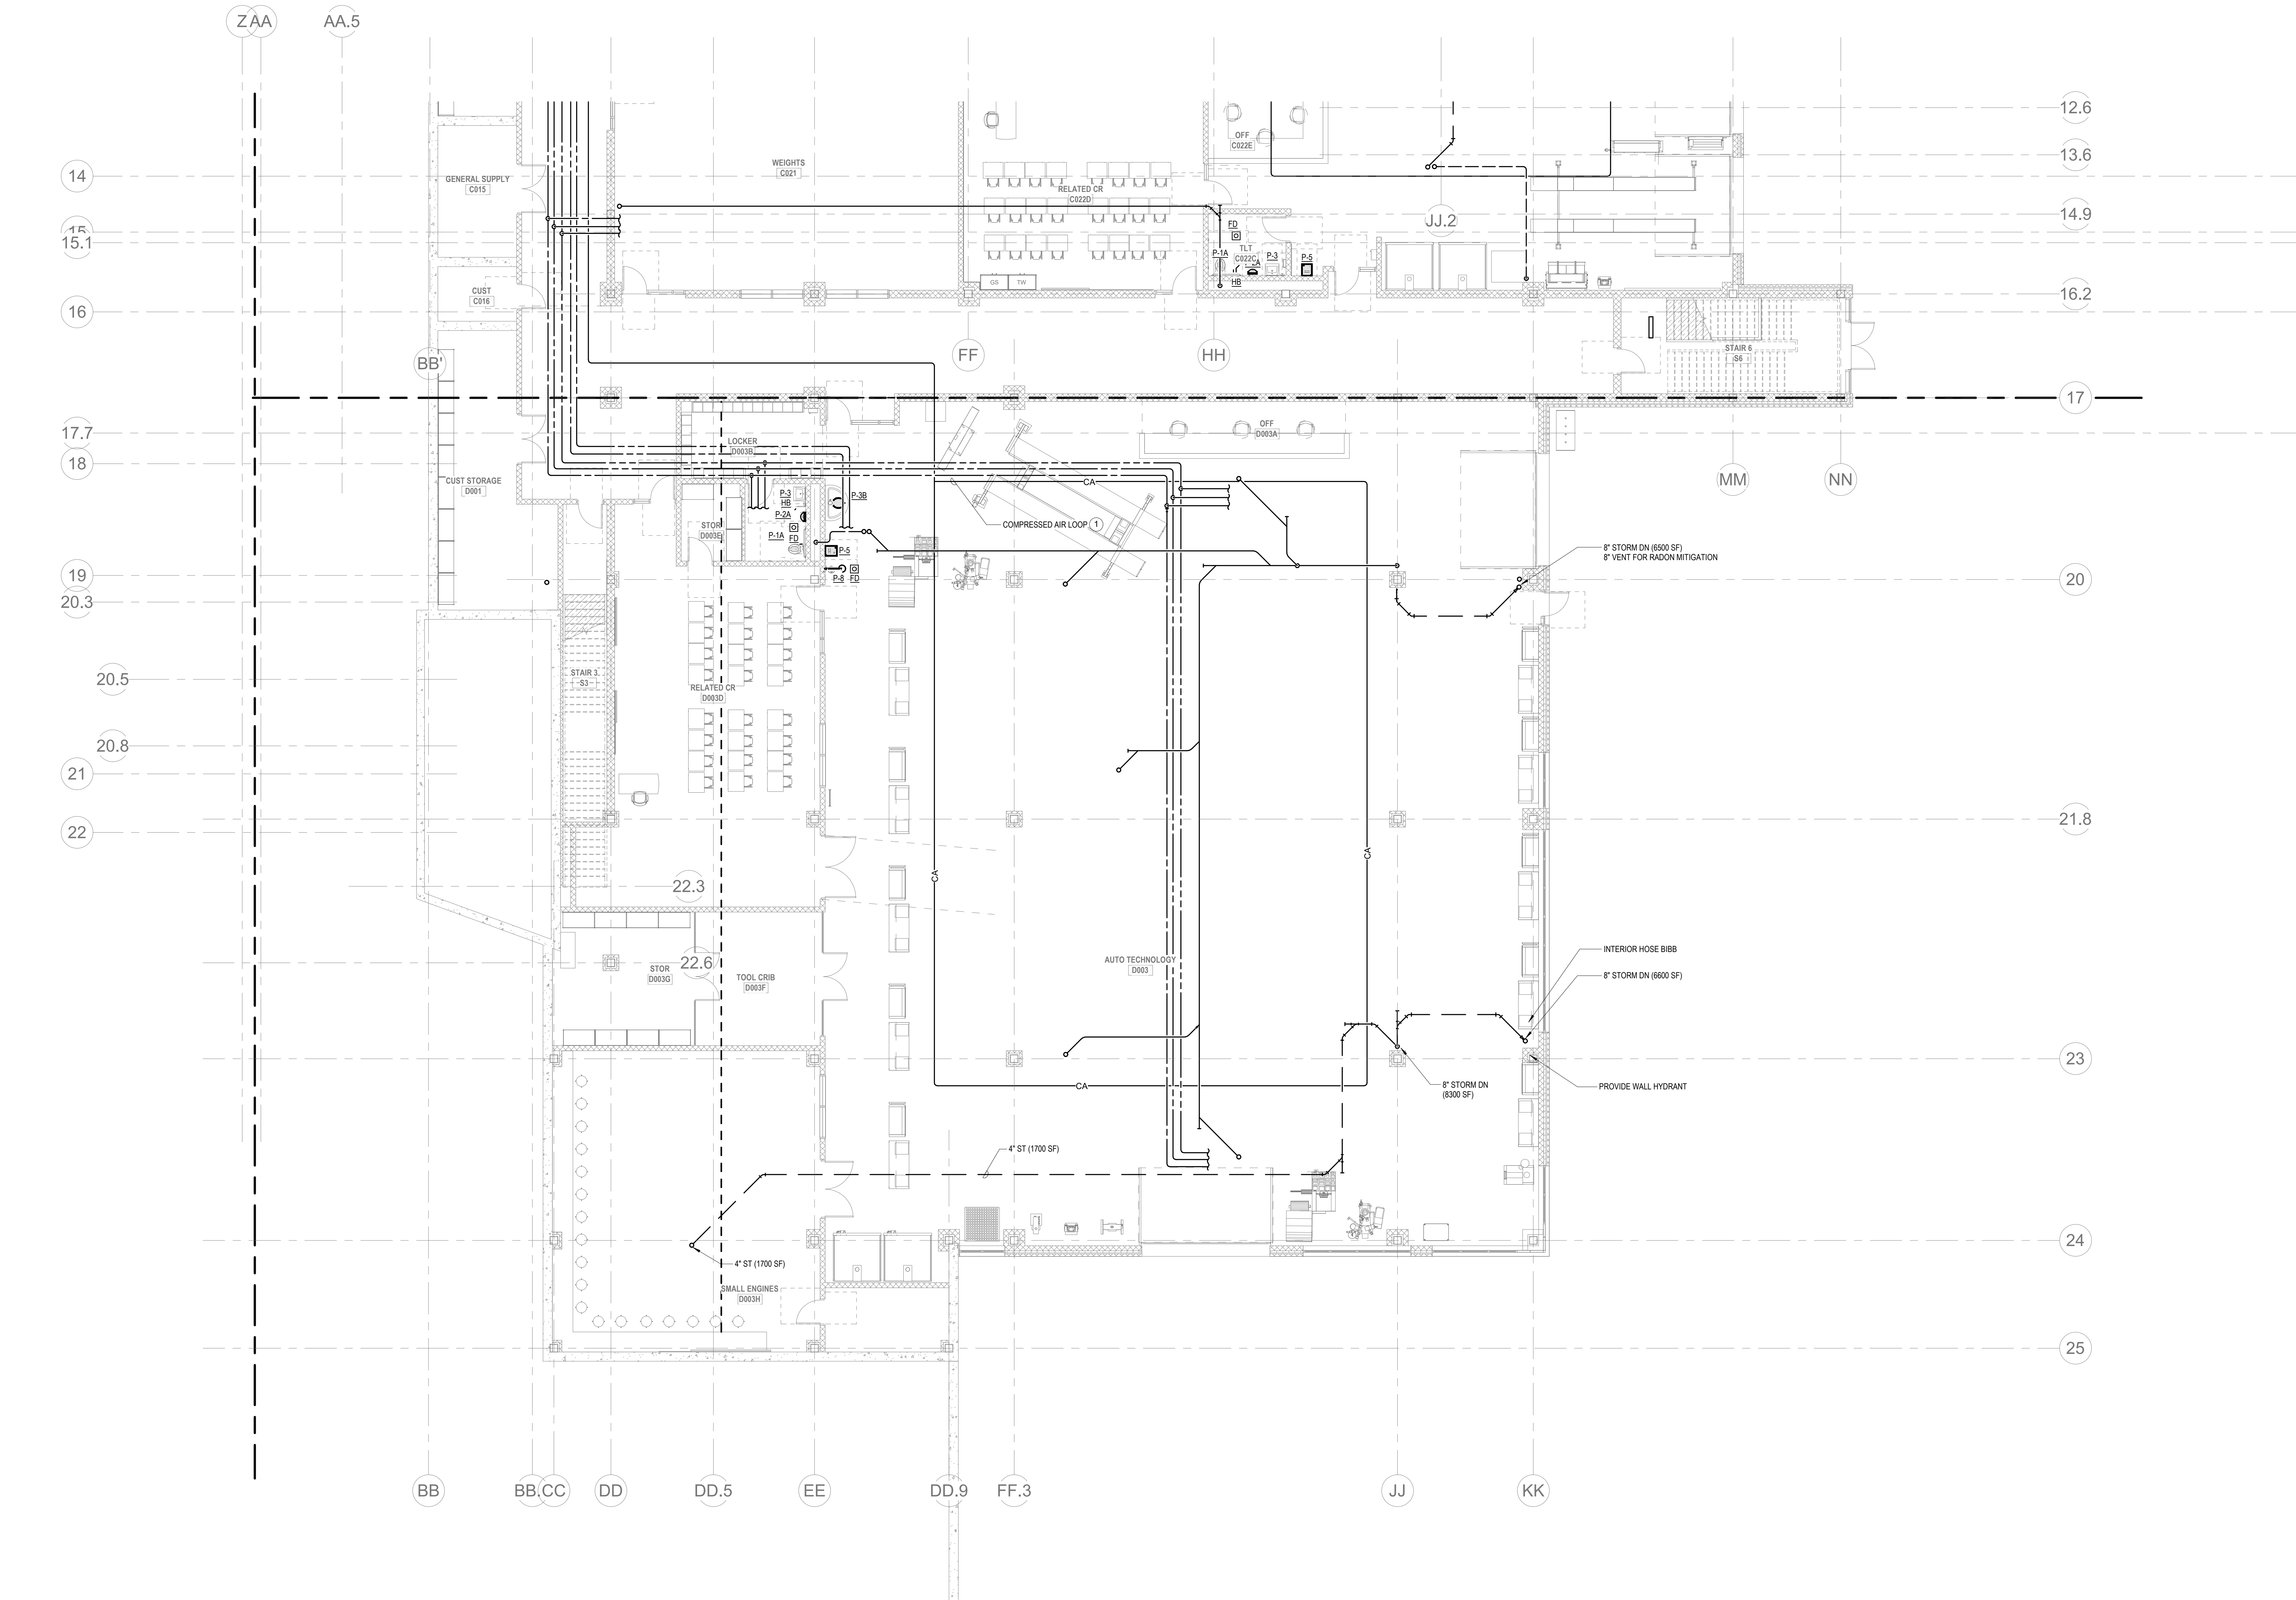 Z
AA
AA.5
12.6
OFF
C022E
13.6
WEIGHTS
C021
14
GENERAL SUPPLY
C015
RELATED CR
C022D
JJ.2
14.9
FD
15
15.1
TLT
C022C
P-1A
P-3
P-5
HB
GS
TW
CUST
C016
16.2
16
STAIR 6
S6
BB'
FF
HH
17
17.7
OFF
D003A
LOCKER
D003B
18
CUST STORAGE
D001
MM
NN
CA
P-3
HB
P-2A
P-3B
STOR
D003E
P-1A
FD
COMPRESSED AIR LOOP
1
P-5
8" STORM DN (6500 SF)
8" VENT FOR RADON MITIGATION
P-8
FD
19
20
20.3
STAIR 3
S3
20.5
RELATED CR
D003D
20.8
21
22
21.8
CA
CA
22.3
INTERIOR HOSE BIBB
22.6
STOR
D003G
TOOL CRIB
D003F
AUTO TECHNOLOGY
D003
8" STORM DN (6600 SF)
23
CA
8" STORM DN
(8300 SF)
PROVIDE WALL HYDRANT
4" ST (1700 SF)
24
4" ST (1700 SF)
SMALL ENGINES
D003H
25
BB
BB.
CC
DD
DD.5
EE
DD.9
FF.3
JJ
KK